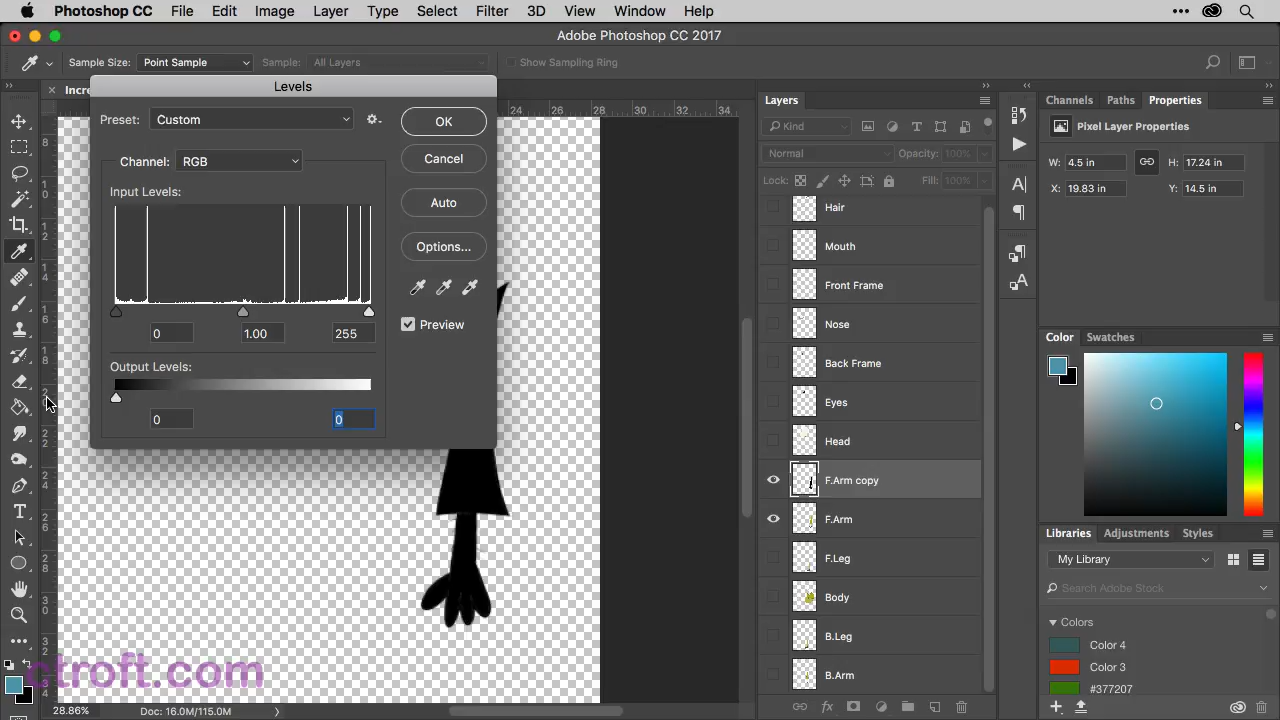 Photoshop CC File Edit Image Layer Type Select Filter 3D View Window Help
Adobe Photoshop CC 2017
Sample Size: Point Sample Sample: All Layers Show Sampling Ring
Incre
Levels
Preset: Custom
OK
Channel: RGB
Cancel
Input Levels:
Auto
Options...
Preview
0 1.00 255
Output Levels:
0 0
24 26 28 30 32 34
Layers
Kind
Normal Opacity: 100%
Lock: Fill: 100%
Hair
Mouth
Front Frame
Nose
Back Frame
Eyes
Head
F.Arm copy
F.Arm
F.Leg
Body
B.Leg
B.Arm
Channels Paths Properties
Pixel Layer Properties
W: 4.5 in H: 17.24 in
X: 19.83 in Y: 14.5 in
Color Swatches
Libraries Adjustments Styles
My Library
Search Adobe Stock
Colors
Color 4
Color 3
#377207
ctroft.com
28.86% Doc: 16.0M/115.0M